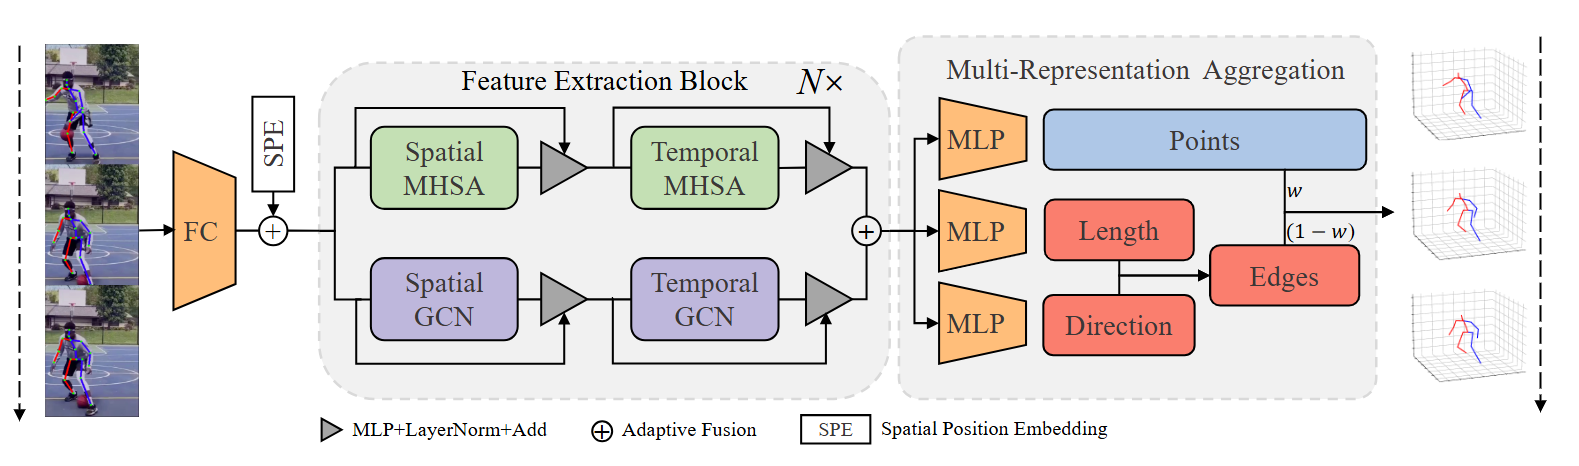 Feature Extraction Block N×
Multi-Representation Aggregation
SPE
FC
Spatial
MHSA
Temporal
MHSA
Spatial
GCN
Temporal
GCN
MLP
Points
w
MLP
Length
(1 − w)
Edges
MLP
Direction
MLP+LayerNorm+Add
Adaptive Fusion
SPE
Spatial Position Embedding